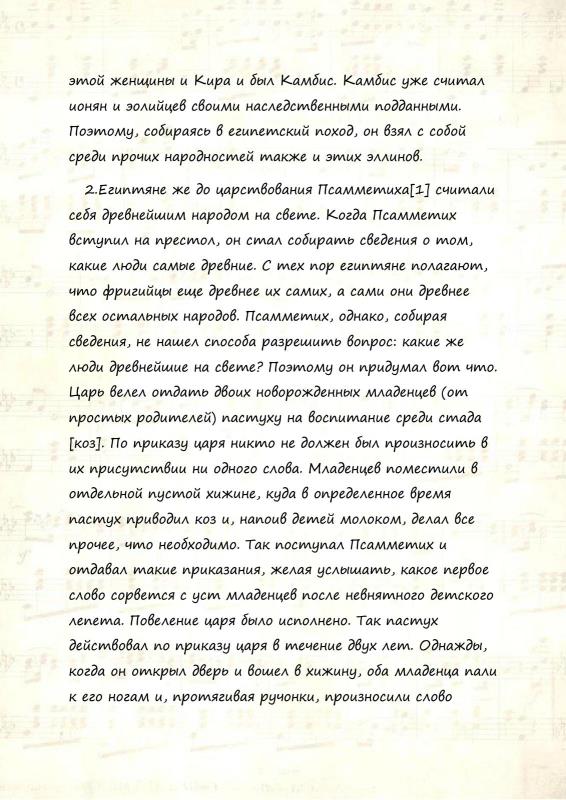 этой женщины и Кира и был Камбис. Камбис уже считал
ионян и эолийцев своими наследственными подданными.
Поэтому, собираясь в египетский поход, он взял с собой
среди прочих народностей также и этих эллинов.
2.Египтяне же до царствования Псамметиха[1] считали
себя древнейшим народом на свете. Когда Псамметих
вступил на престол, он стал собирать сведения о том,
какие люди самые древние. С тех пор египтяне полагают,
что фригийцы еще древнее их самих, а сами они древнее
всех остальных народов. Псамметих, однако, собирая
сведения, не нашел способа разрешить вопрос: какие же
люди древнейшие на свете? Поэтому он придумал вот что.
Царь велел отдать двоих новорожденных младенцев (от
простых родителей) пастуху на воспитание среди стада
[коз]. По приказу царя никто не должен был произносить в
их присутствии ни одного слова. Младенцев поместили в
отдельной пустой хижине, куда в определенное время
пастух приводил коз и, напоив детей молоком, делал все
прочее, что необходимо. Так поступал Псамметих и
отдавал такие приказания, желая услышать, какое первое
слово сорвется с уст младенцев после невнятного детского
лепета. Повеление царя было исполнено. Так пастух
действовал по приказу царя в течение двух лет. Однажды,
когда он открыл дверь и вошел в хижину, оба младенца пали
к его ногам и, протягивая ручонки, произносили слово